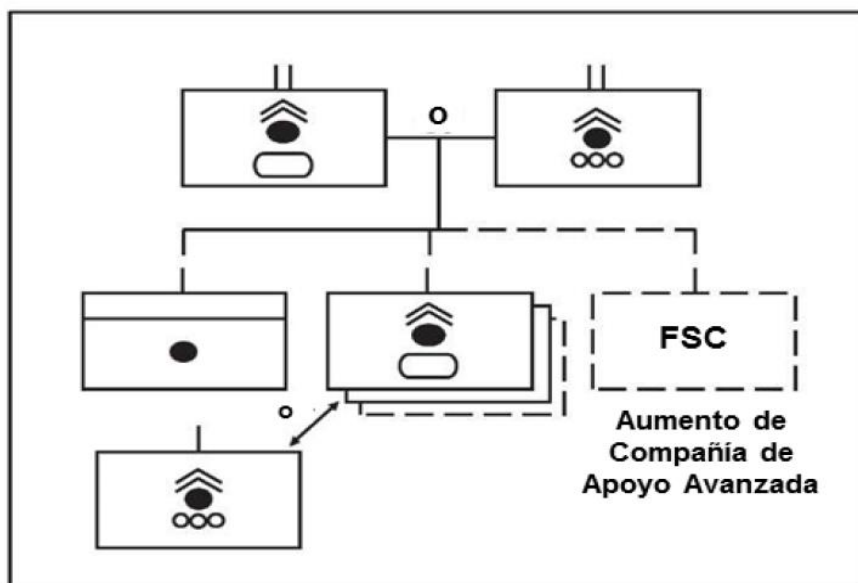 o
FSC
o
Aumento de
Compañía de
Apoyo Avanzada